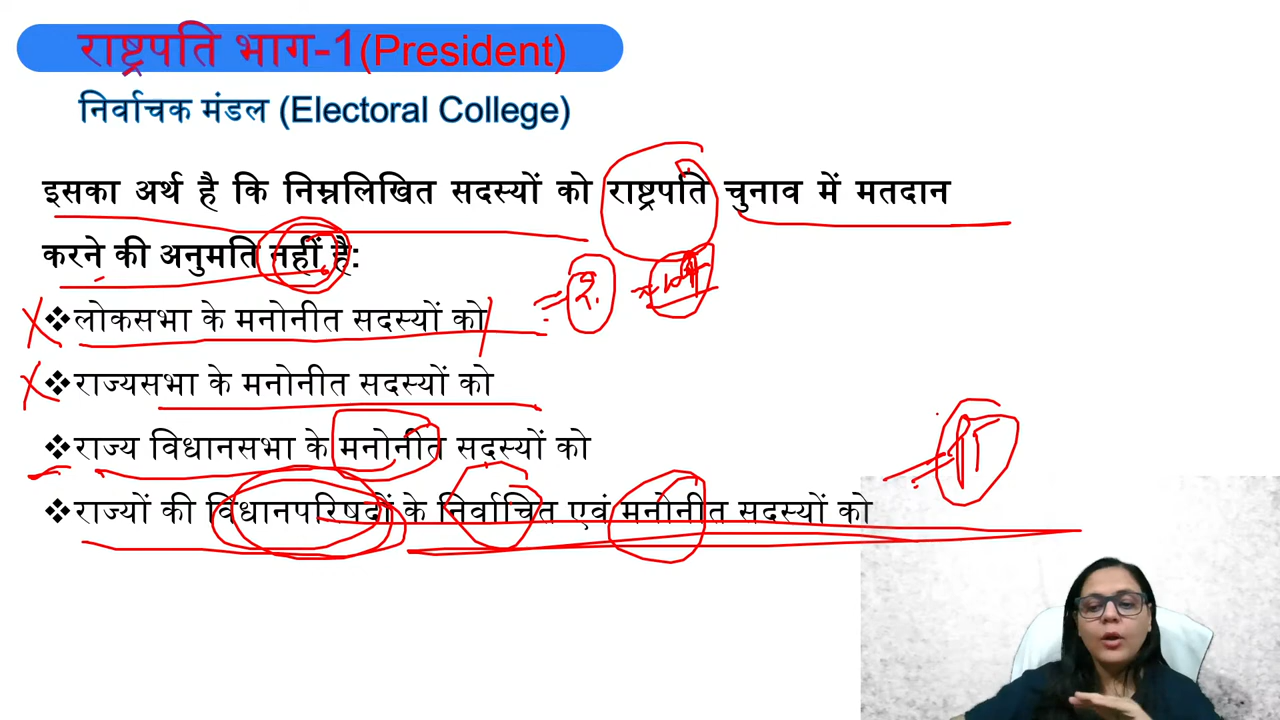 राष्ट्रपति भाग-1(President)
निर्वाचक मंडल (Electoral College)
इसका अर्थ है कि निम्नलिखित सदस्यों को राष्ट्रपति चुनाव में मतदान
करने की अनुमति नहीं है:
❖लोकसभा के मनोनीत सदस्यों को
❖राज्यसभा के मनोनीत सदस्यों को
❖राज्य विधानसभा के मनोनीत सदस्यों को
❖राज्यों की विधानपरिषदों के निर्वाचित एवं मनोनीत सदस्यों को